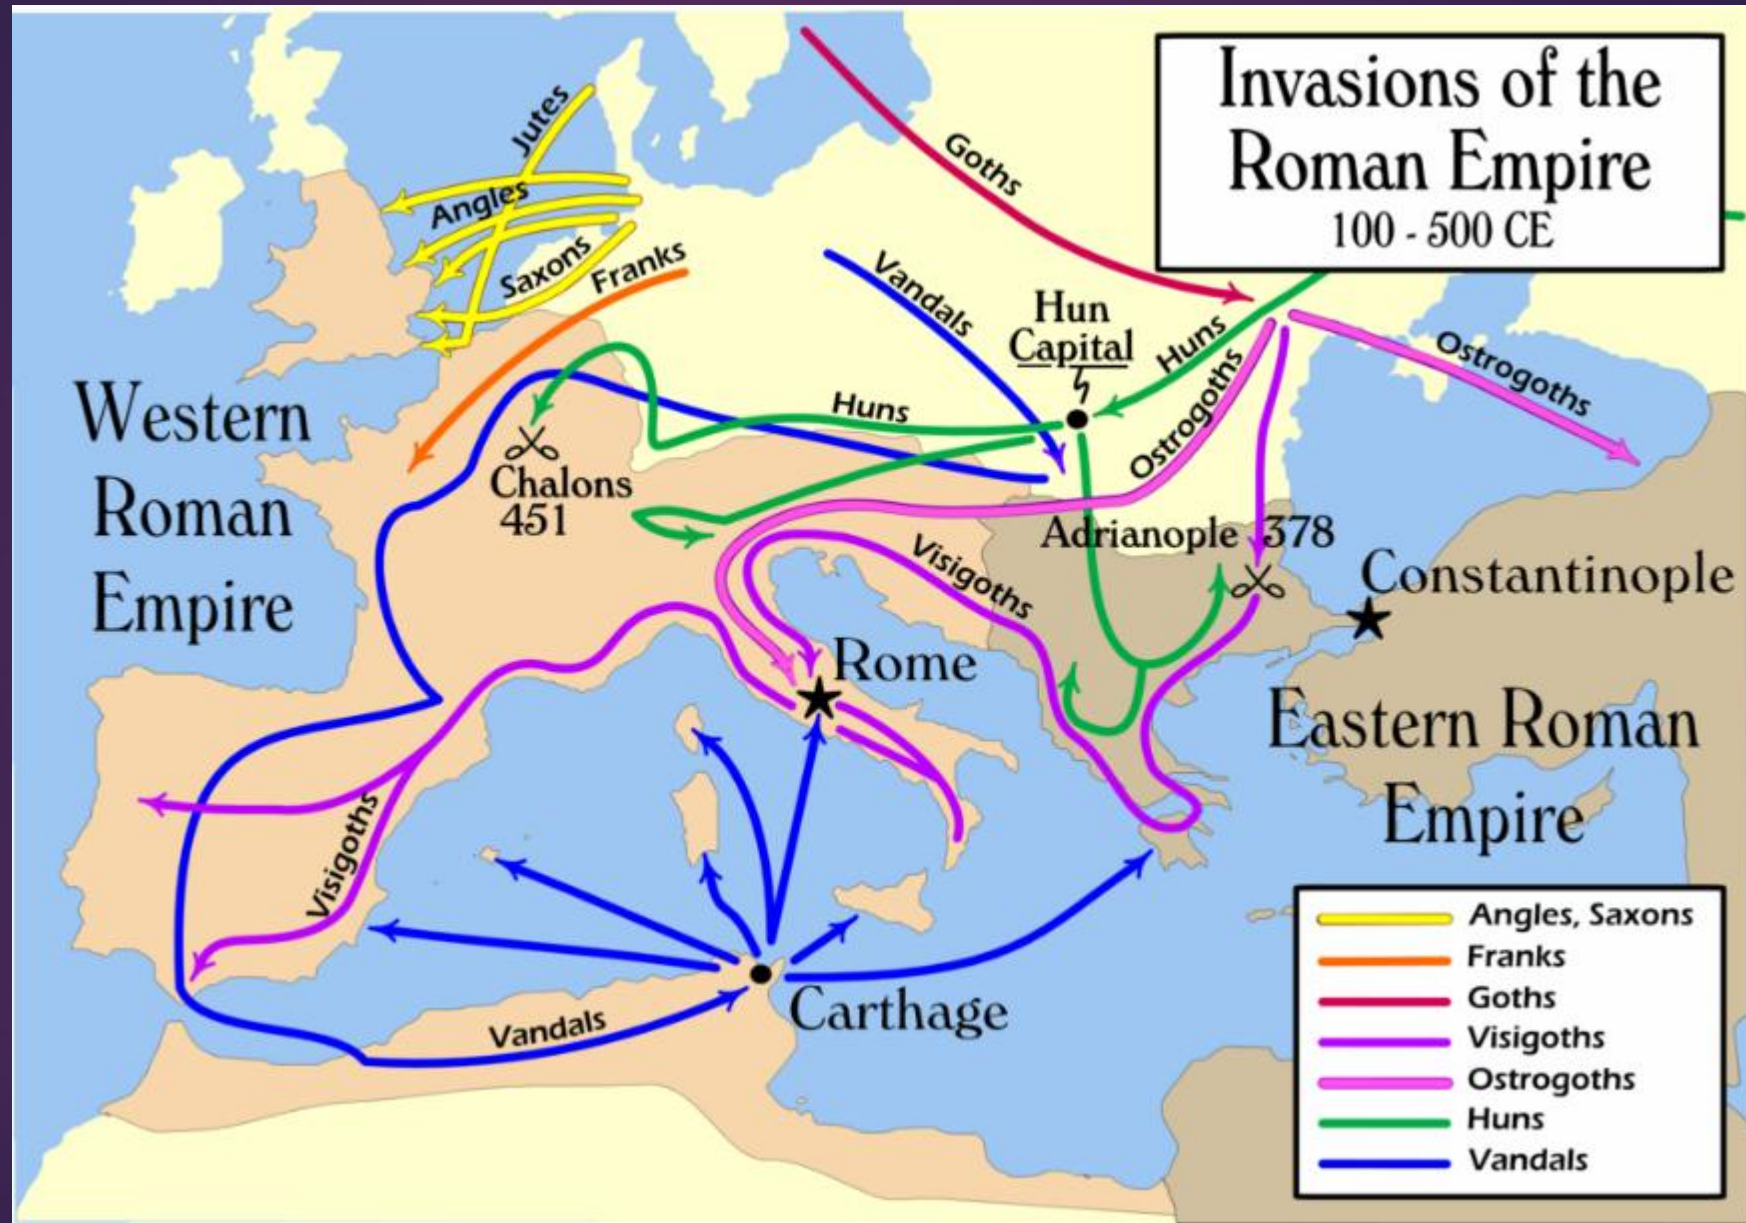 Invasions of the
Roman Empire
100 - 500 CE
Jutes
Angles
Saxons
Franks
Goths
Vandals
Hun
Capital
Huns
Ostrogoths
Ostrogoths
Huns
Western
Roman
Empire
Chalons
451
Adrianople 378
Visigoths
Constantinople
Rome
Eastern Roman
Empire
Visigoths
Carthage
Vandals
Angles, Saxons
Franks
Goths
Visigoths
Ostrogoths
Huns
Vandals